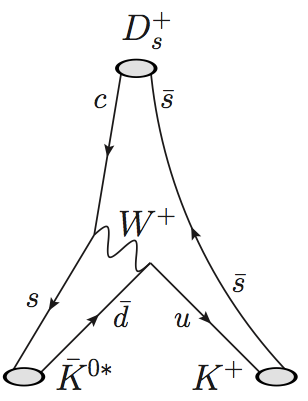 D_s^+
c s̄
W^+
s d̄ u s̄
K̄^{0*} K^+